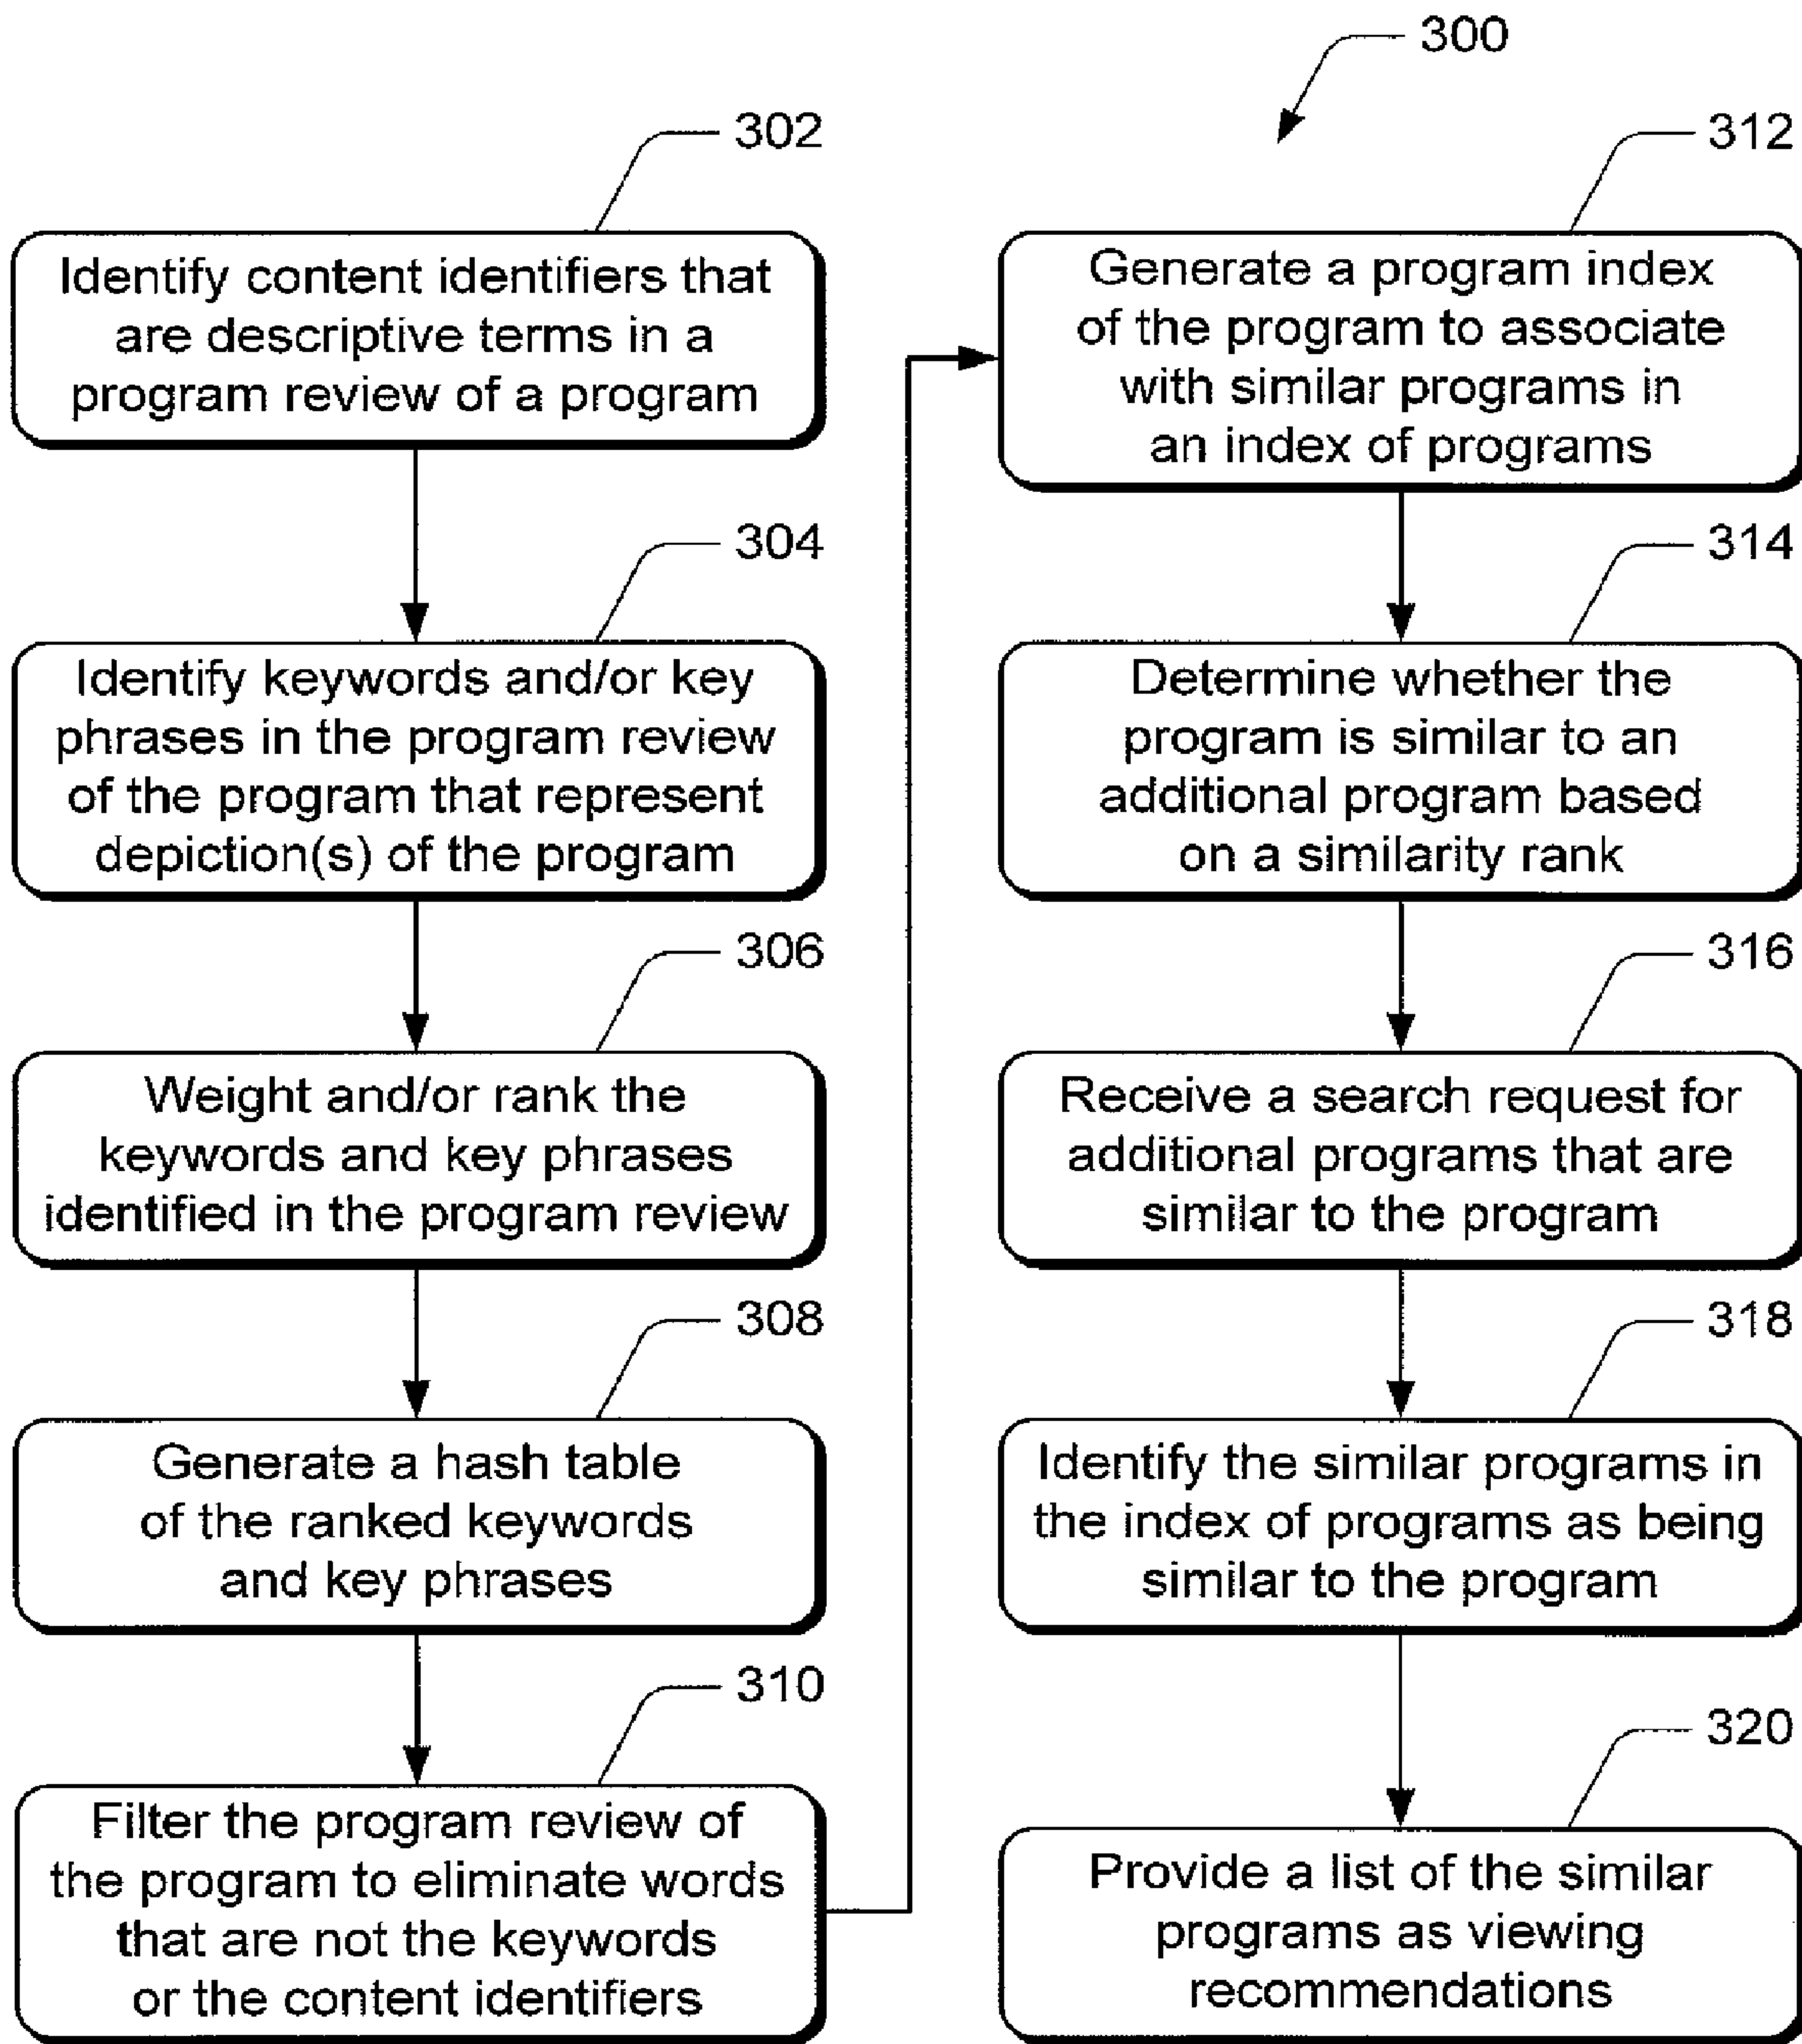 300
302
Identify content identifiers that
are descriptive terms in a
program review of a program
304
Identify keywords and/or key
phrases in the program review
of the program that represent
depiction(s) of the program
306
Weight and/or rank the
keywords and key phrases
identified in the program review
308
Generate a hash table
of the ranked keywords
and key phrases
310
Filter the program review of
the program to eliminate words
that are not the keywords
or the content identifiers
312
Generate a program index
of the program to associate
with similar programs in
an index of programs
314
Determine whether the
program is similar to an
additional program based
on a similarity rank
316
Receive a search request for
additional programs that are
similar to the program
318
Identify the similar programs in
the index of programs as being
similar to the program
320
Provide a list of the similar
programs as viewing
recommendations